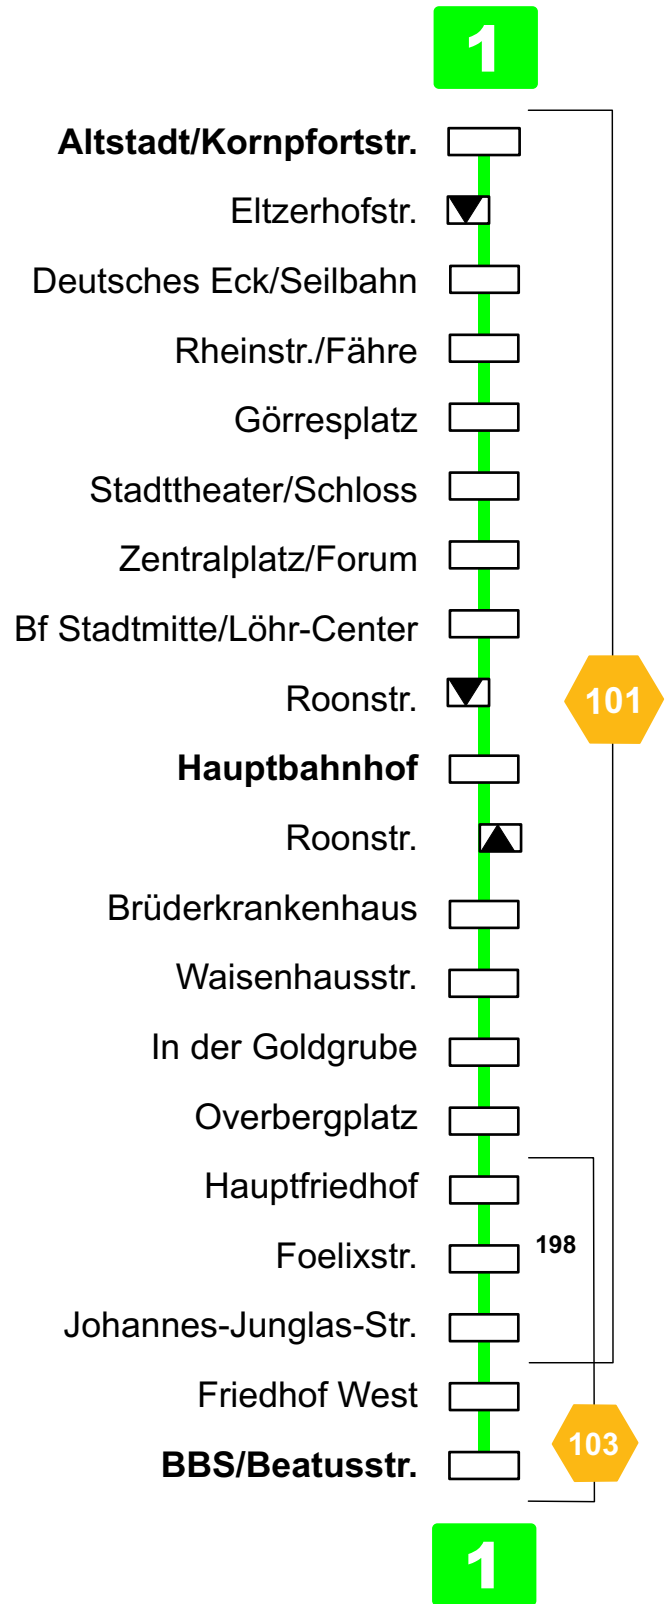 1
Altstadt/Kornpfortstr.
Eltzerhofstr.
Deutsches Eck/Seilbahn
Rheinstr./Fähre
Görresplatz
Stadttheater/Schloss
Zentralplatz/Forum
Bf Stadtmitte/Löhr-Center
Roonstr.
101
Hauptbahnhof
Roonstr.
Brüderkrankenhaus
Waisenhausstr.
In der Goldgrube
Overbergplatz
Hauptfriedhof
198
Foelixstr.
Johannes-Junglas-Str.
Friedhof West
103
BBS/Beatusstr.
1